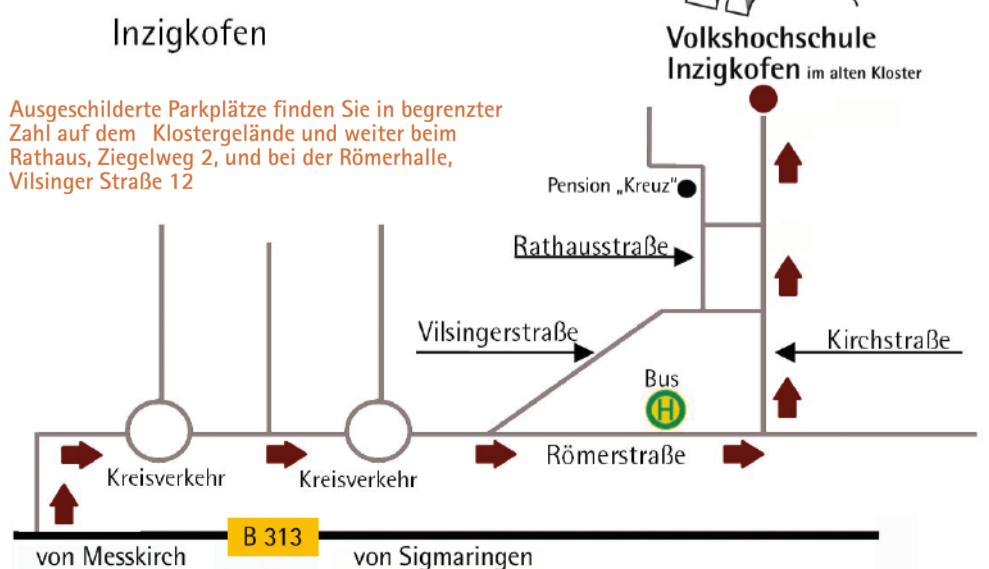 Inzigkofen
Volkshochschule
Inzigkofen im alten Kloster
Ausgeschilderte Parkplätze finden Sie in begrenzter
Zahl auf dem Klostergelände und weiter beim
Rathaus, Ziegelweg 2, und bei der Römerhalle,
Vilsinger Straße 12
Pension „Kreuz“
Rathausstraße
Vilsingerstraße
Kirchstraße
Bus
H
Römerstraße
Kreisverkehr
Kreisverkehr
B 313
von Messkirch
von Sigmaringen